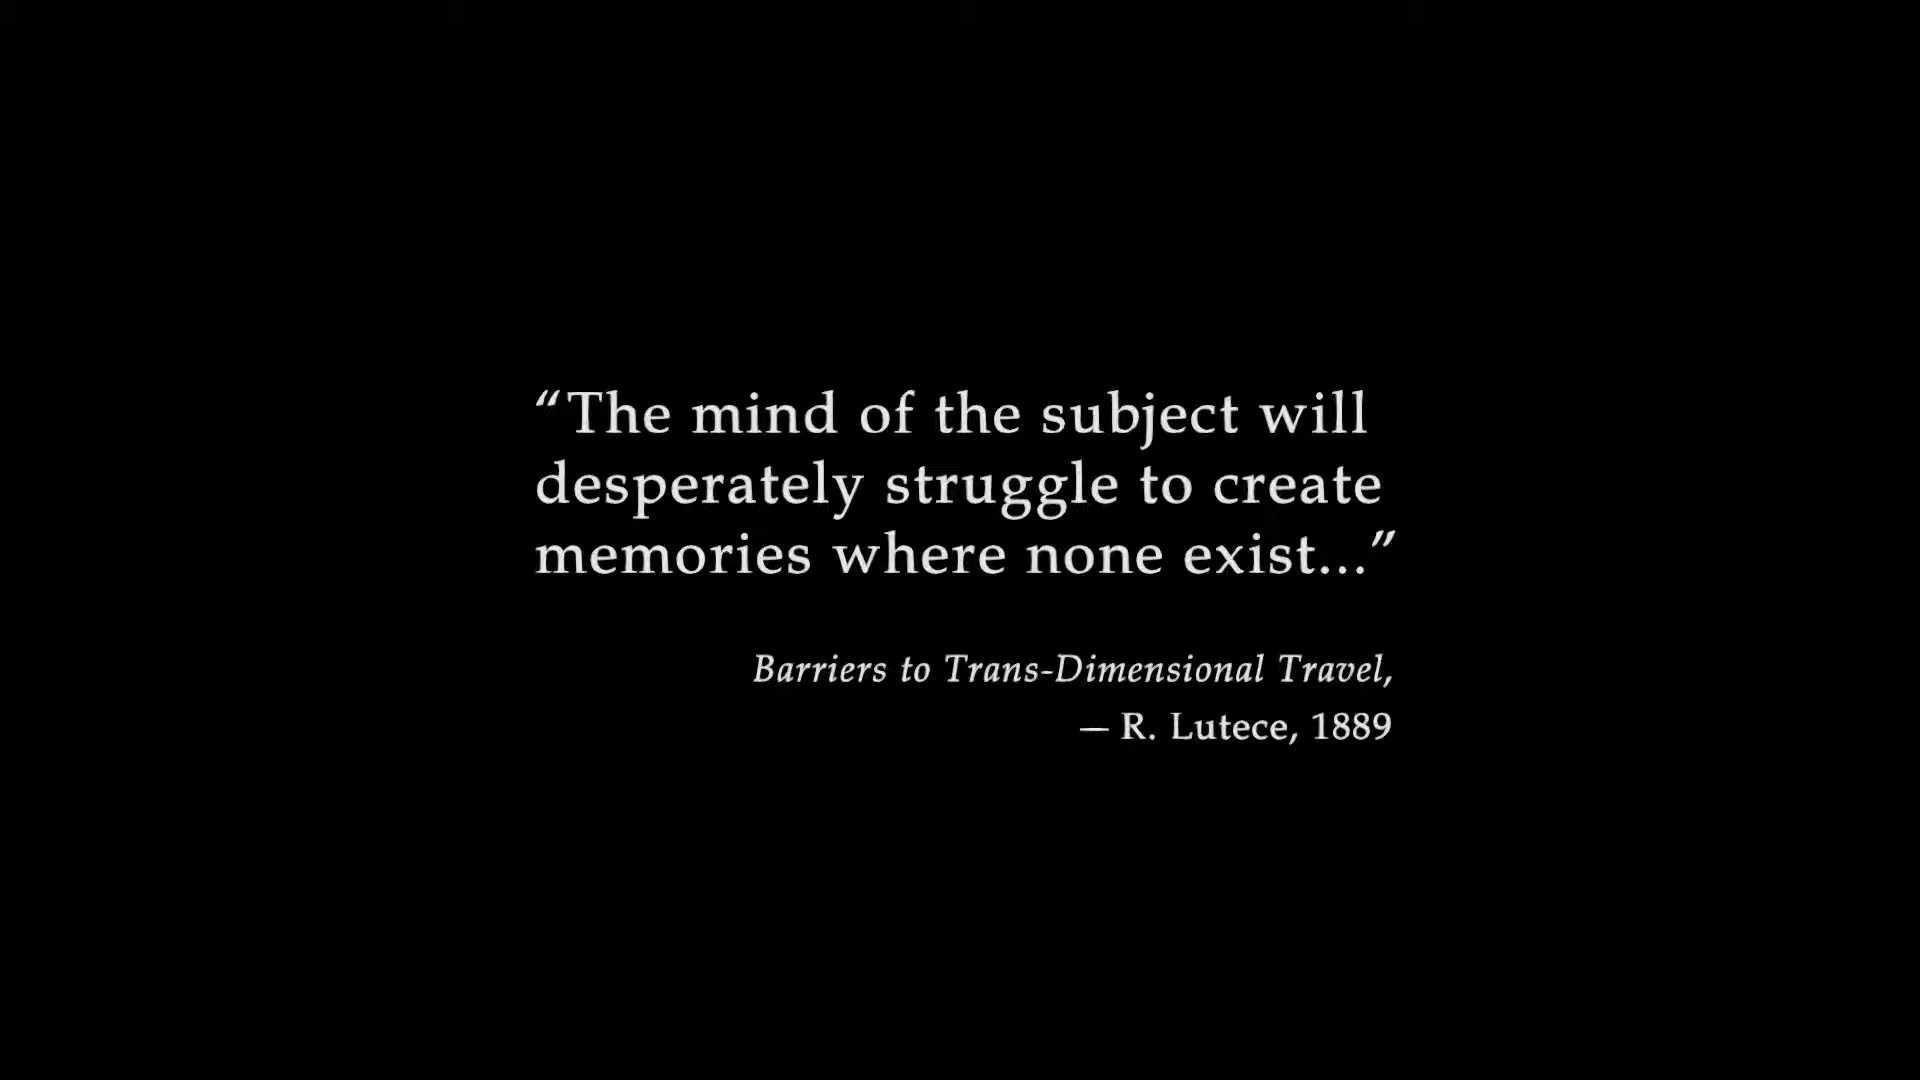 “The mind of the subject will
desperately struggle to create
memories where none exist...”
Barriers to Trans-Dimensional Travel,
— R. Lutece, 1889